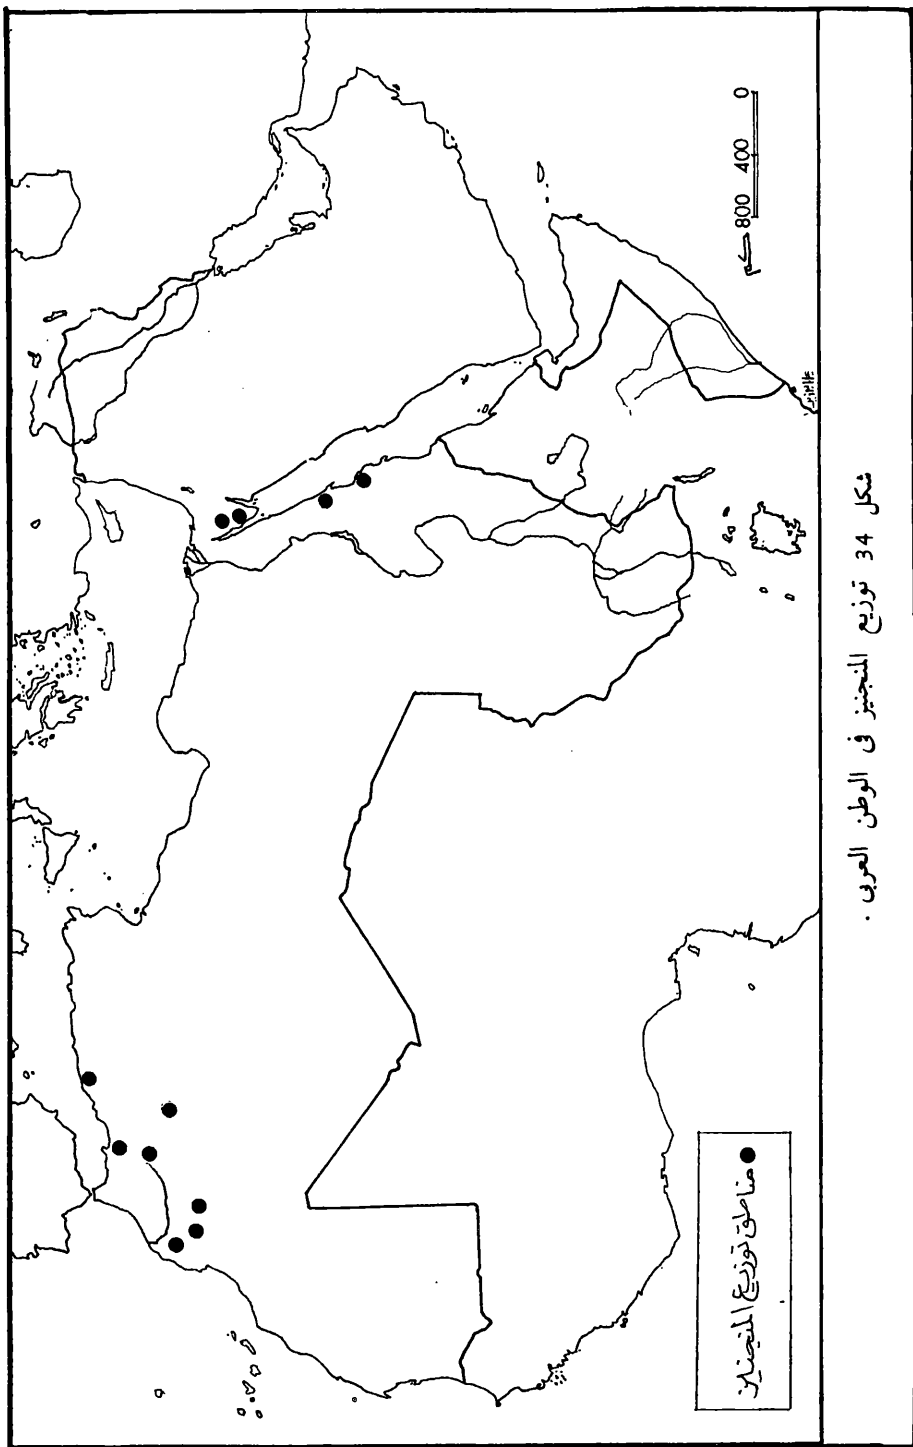 شكل 34 توزيع المنجنيز فى الوطن العربى .
0 400 800 كم
مناطق توزيع المنجنيز